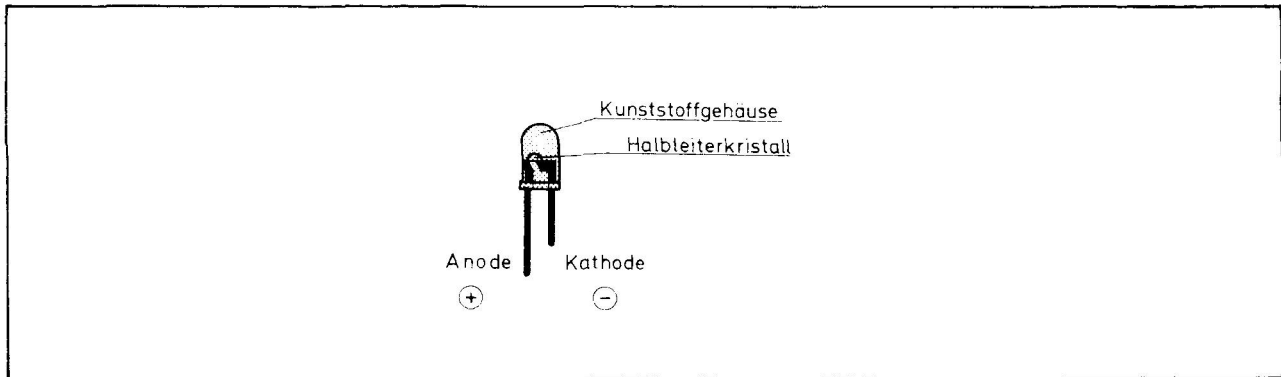 Kunststoffgehäuse
Halbleiterkristall
Anode Kathode
+ −